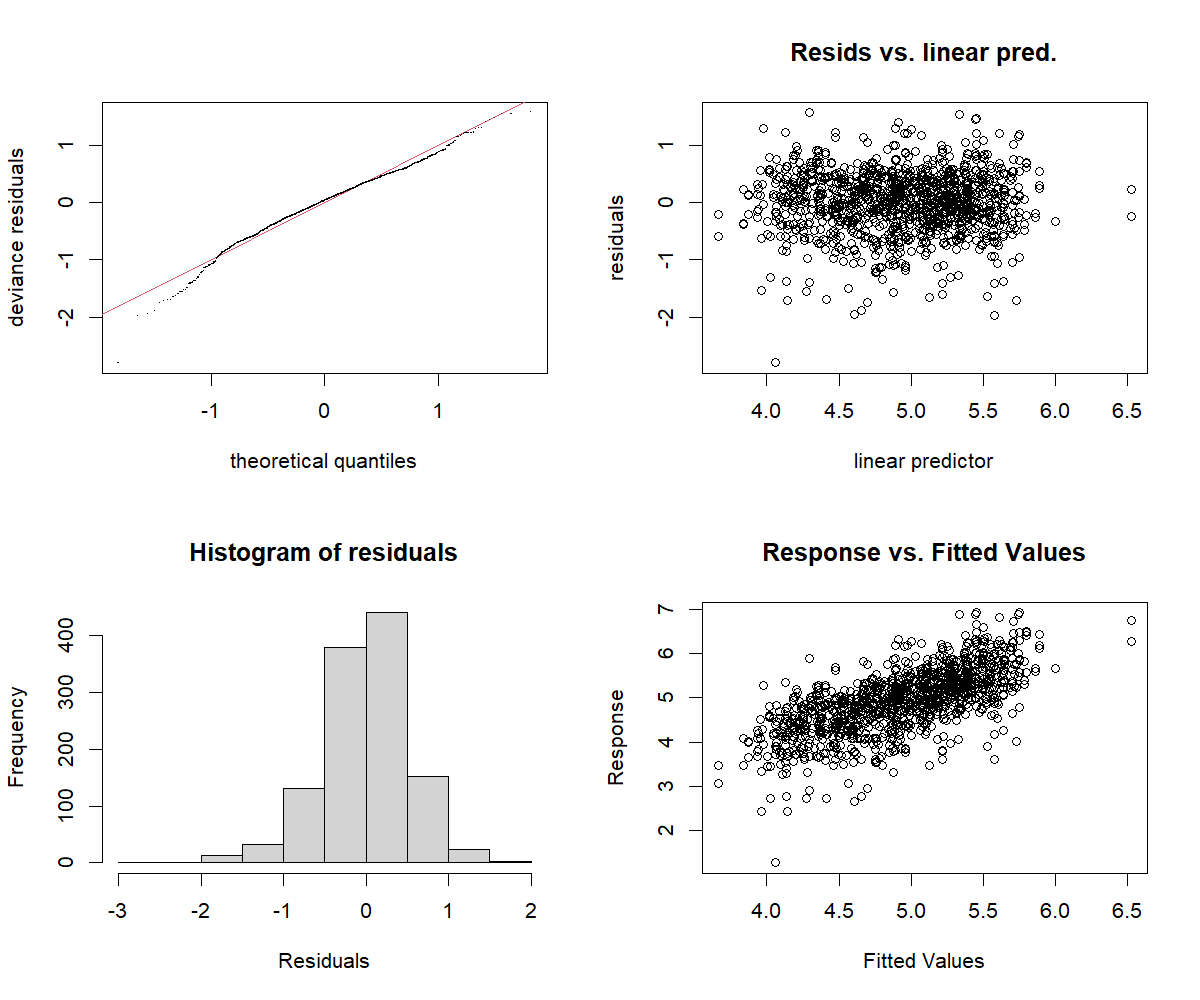 deviance residuals
1
0
-1
-2
-1 0 1
theoretical quantiles
Resids vs. linear pred.
residuals
1
0
-1
-2
4.0 4.5 5.0 5.5 6.0 6.5
linear predictor
Histogram of residuals
Frequency
400
300
200
100
0
-3 -2 -1 0 1 2
Residuals
Response vs. Fitted Values
Response
7
6
5
4
3
2
4.0 4.5 5.0 5.5 6.0 6.5
Fitted Values